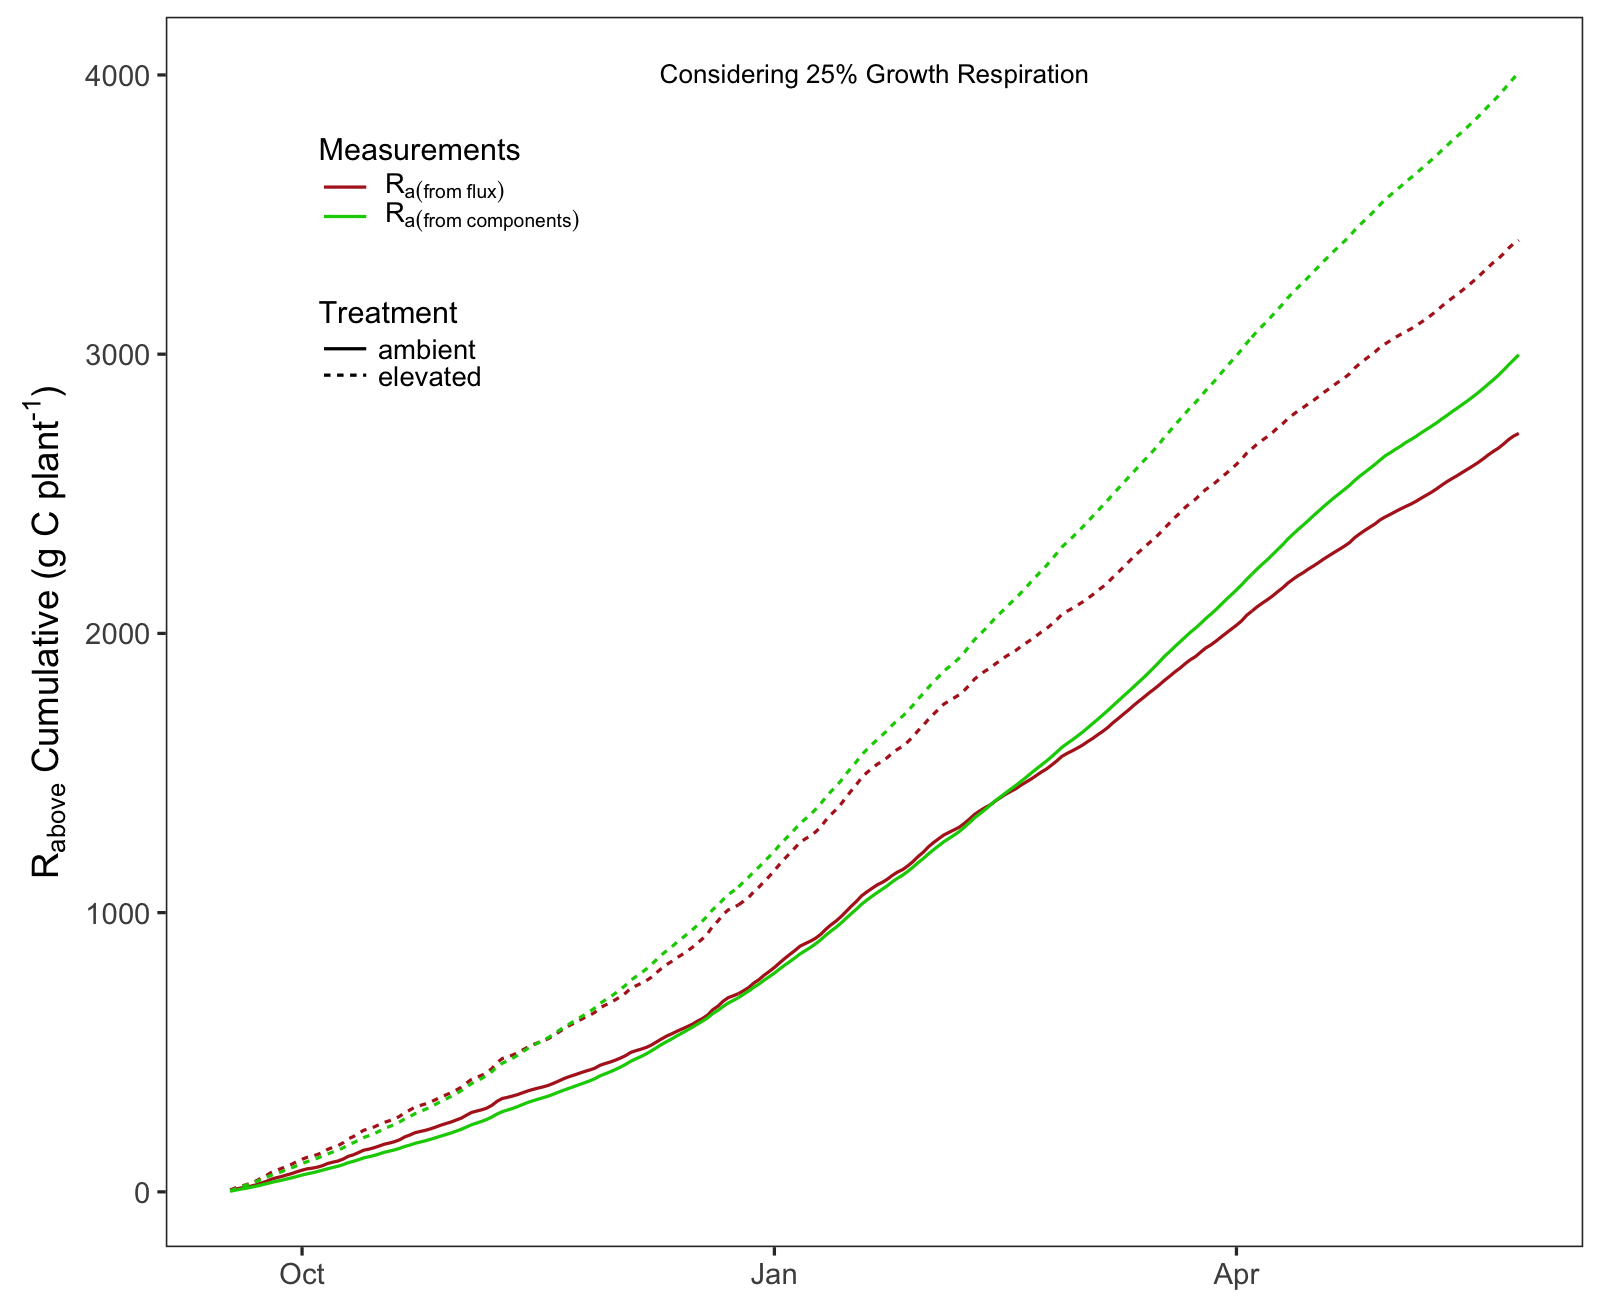 Considering 25% Growth Respiration
Measurements
Ra(from flux)
Ra(from components)
Treatment
ambient
elevated
Rabove Cumulative (g C plant-1)
4000
3000
2000
1000
0
Oct
Jan
Apr